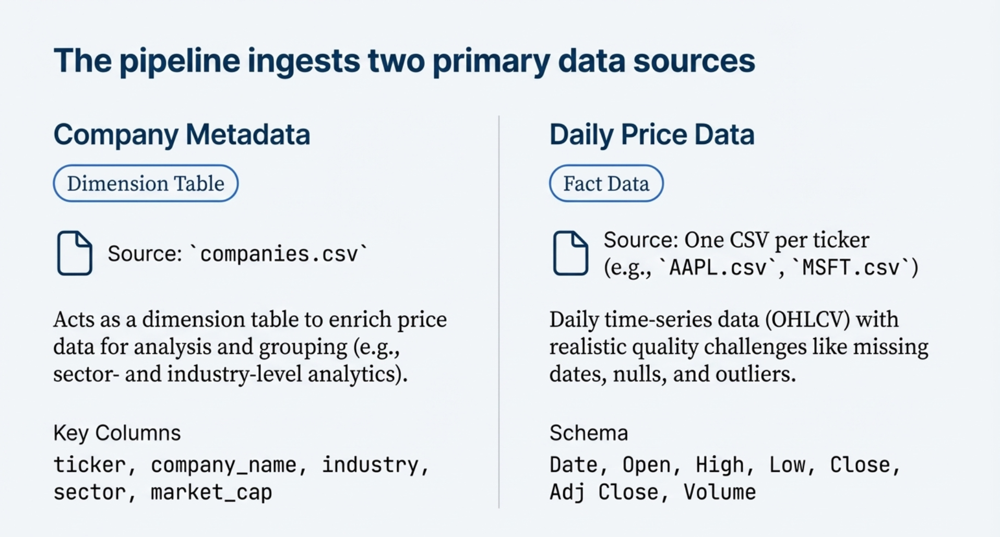 The pipeline ingests two primary data sources
Company Metadata
Dimension Table
Source: `companies.csv`
Acts as a dimension table to enrich price
data for analysis and grouping (e.g.,
sector- and industry-level analytics).
Key Columns
ticker, company_name, industry,
sector, market_cap
Daily Price Data
Fact Data
Source: One CSV per ticker
(e.g., `AAPL.csv`, `MSFT.csv`)
Daily time-series data (OHLCV) with
realistic quality challenges like missing
dates, nulls, and outliers.
Schema
Date, Open, High, Low, Close,
Adj Close, Volume